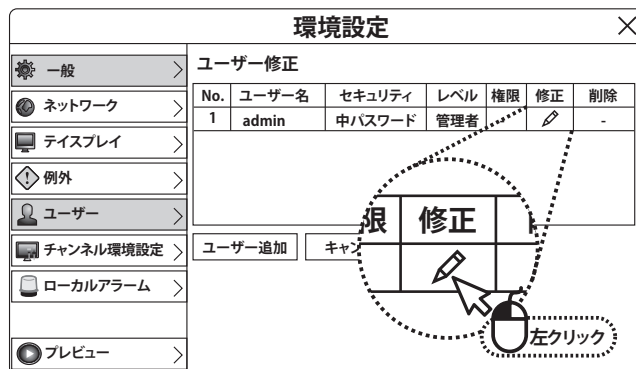 環境設定
一般
ネットワーク
テイスプレイ
例外
ユーザー
チャンネル環境設定
ローカルアラーム
プレビュー
ユーザー修正
No. ユーザー名 セキュリティ レベル 権限 修正 削除
1 admin 中パスワード 管理者 -
ユーザー追加 キャン
限 修正
左クリック